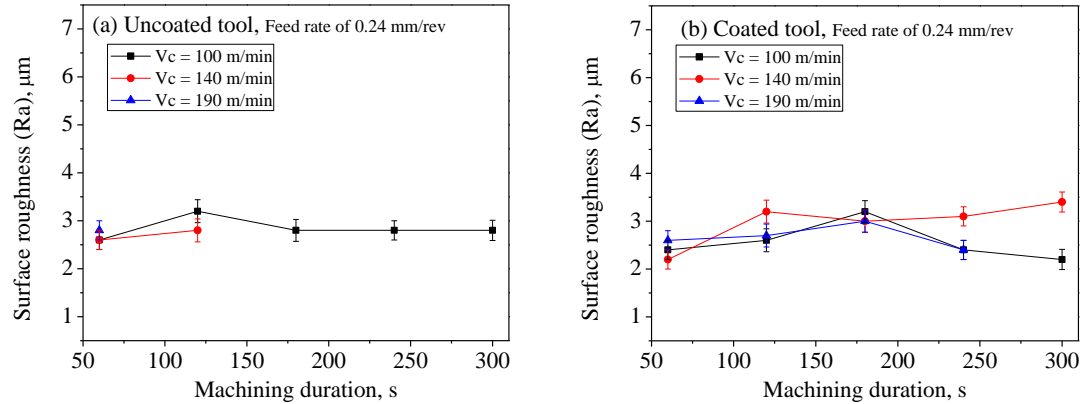 (a) Uncoated tool, Feed rate of 0.24 mm/rev
Vc = 100 m/min
Vc = 140 m/min
Vc = 190 m/min
Surface roughness (Ra), μm
7
6
5
4
3
2
1
50 100 150 200 250 300
Machining duration, s
(b) Coated tool, Feed rate of 0.24 mm/rev
Vc = 100 m/min
Vc = 140 m/min
Vc = 190 m/min
Surface roughness (Ra), μm
7
6
5
4
3
2
1
50 100 150 200 250 300
Machining duration, s